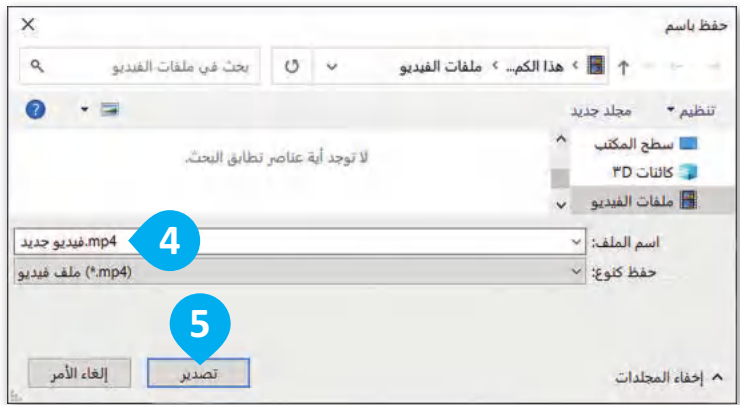 حفظ باسم
هذا الكم... › ملفات الفيديو
بحث في ملفات الفيديو
تنظيم
مجلد جديد
?
سطح المكتب
كائنات ٣D
ملفات الفيديو
لا توجد أية عناصر تطابق البحث.
اسم الملف:
فيديو جديد.mp4
4
حفظ كنوع:
ملف فيديو (*.mp4)
5
تصدير
إلغاء الأمر
إخفاء المجلدات